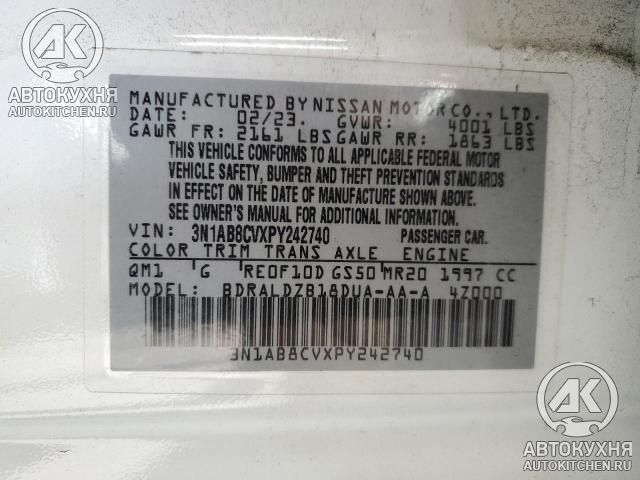 AK
АВТОКУХНЯ
AUTOKITCHEN.RU
MANUFACTURED BY NISSAN MOTOR CO., LTD.
DATE: 02/23. GVWR: 4001 LBS
GAWR FR: 2161 LBS GAWR RR: 1863 LBS
THIS VEHICLE CONFORMS TO ALL APPLICABLE FEDERAL MOTOR
VEHICLE SAFETY, BUMPER AND THEFT PREVENTION STANDARDS
IN EFFECT ON THE DATE OF MANUFACTURE SHOWN ABOVE.
SEE OWNER'S MANUAL FOR ADDITIONAL INFORMATION.
VIN: 3N1AB8CVXPY242740 PASSENGER CAR.
COLOR TRIM TRANS AXLE ENGINE
QM1 G RE0F10D GS50 MR20 1997 CC
MODEL: BDRALDZB18DUA-AA-A 4Z000
3N1AB8CVXPY242740
AK
АВТОКУХНЯ
AUTOKITCHEN.RU